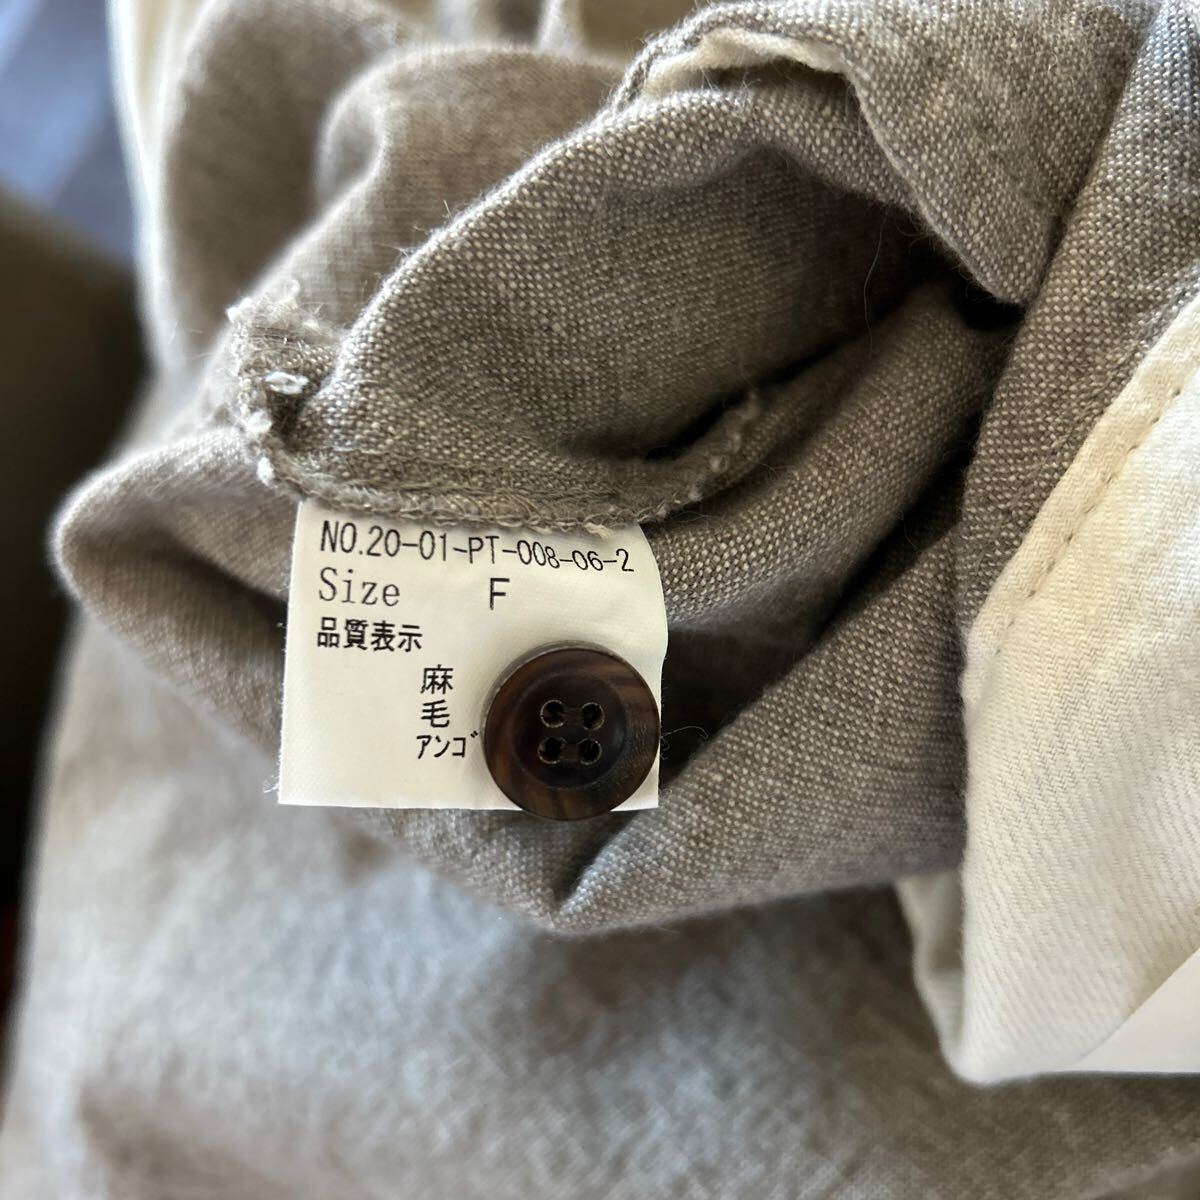 NO.20-01-PT-008-06-2
Size F
品質表示
麻
毛
アンゴ